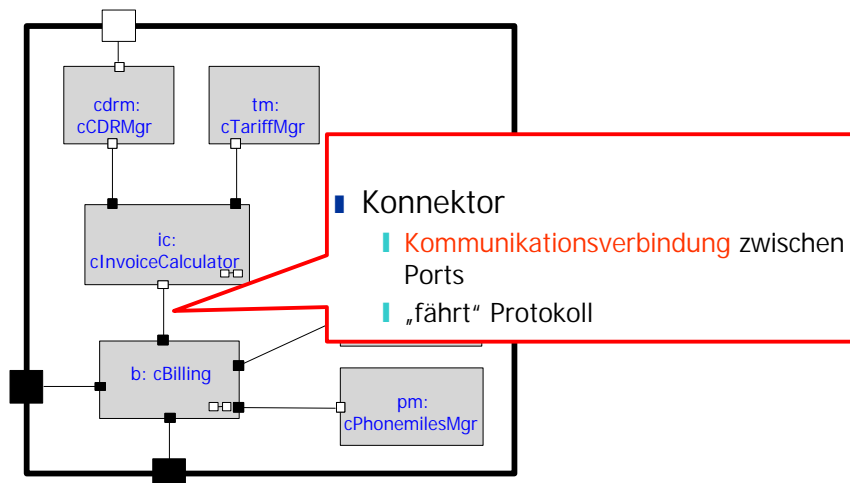 cdrm:
cCDRMgr
tm:
cTariffMgr
Konnektor
Kommunikationsverbindung zwischen
Ports
„fährt“ Protokoll
ic:
cInvoiceCalculator
b: cBilling
pm:
cPhonemilesMgr